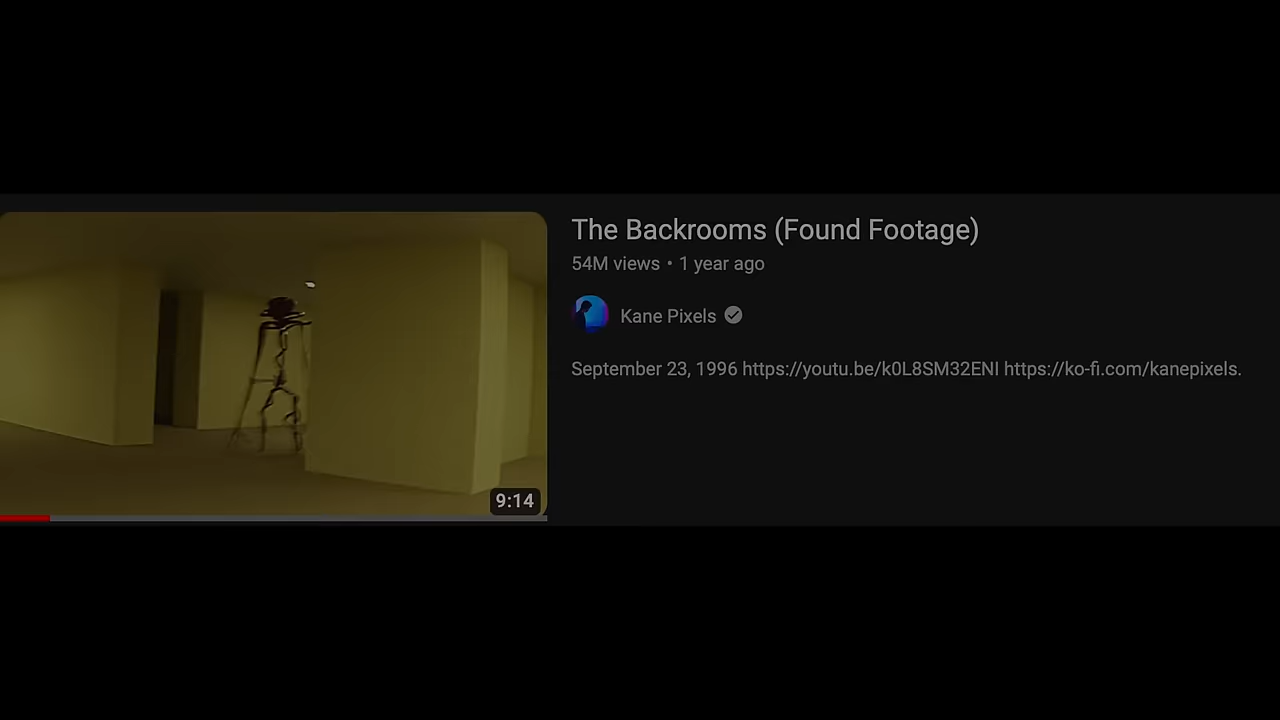 The Backrooms (Found Footage)
54M views • 1 year ago
Kane Pixels
September 23, 1996 https://youtu.be/k0L8SM32ENI https://ko-fi.com/kanepixels.
9:14